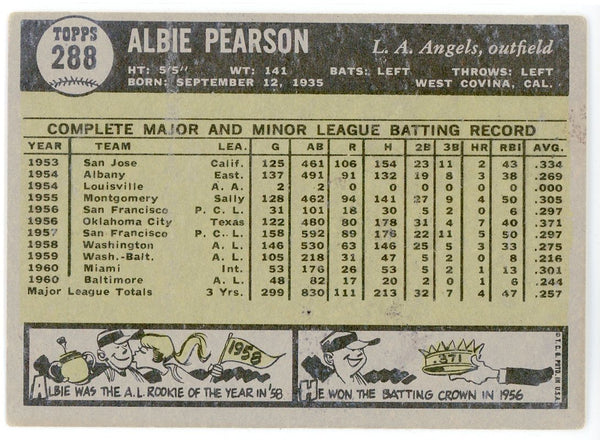 TOPPS
288
ALBIE PEARSON
L. A. Angels, outfield
HT: 5'5" WT: 141 BATS: LEFT THROWS: LEFT
BORN: SEPTEMBER 12, 1935 WEST COVINA, CAL.
COMPLETE MAJOR AND MINOR LEAGUE BATTING RECORD
YEAR TEAM LEA. G AB R H 2B 3B HR RBI AVG.
1953 San Jose Calif. 125 461 106 154 23 11 2 43 .334
1954 Albany East. 137 491 91 132 19 8 3 38 .269
1954 Louisville A. A. 2 2 0 0 0 0 0 0 .000
1955 Montgomery Sally 128 462 94 141 27 9 4 50 .305
1956 San Francisco P. C. L. 31 101 18 30 5 2 0 6 .297
1956 Oklahoma City Texas 122 480 80 178 31 4 7 40 .371
1957 San Francisco P. C. L. 158 592 89 176 22 11 5 50 .297
1958 Washington A. L. 146 530 63 146 25 5 3 33 .275
1959 Wash.-Balt. A. L. 105 218 31 47 5 2 0 8 .216
1960 Miami Int. 53 176 26 53 6 2 1 13 .301
1960 Baltimore A. L. 48 82 17 20 2 0 1 6 .244
Major League Totals 3 Yrs. 299 830 111 213 32 7 4 47 .257
1958
ALBIE WAS THE A.L. ROOKIE OF THE YEAR IN '58
.371
HE WON THE BATTING CROWN IN 1956
© T. C. G. PRTD. IN U.S.A.